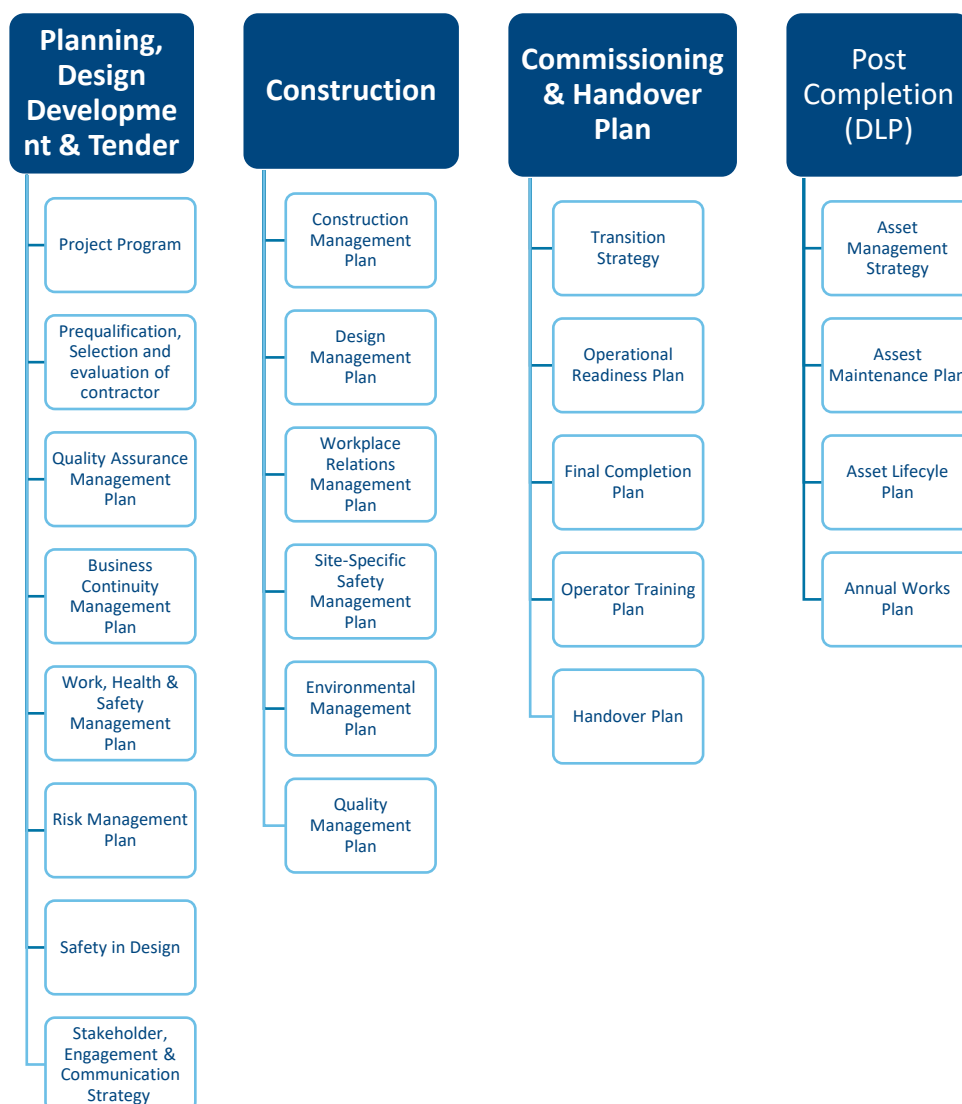 Planning,
Design
Developme
nt & Tender
Project Program
Prequalification,
Selection and
evaluation of
contractor
Quality Assurance
Management
Plan
Business
Continuity
Management
Plan
Work, Health &
Safety
Management
Plan
Risk Management
Plan
Safety in Design
Stakeholder,
Engagement &
Communication
Strategy
Construction
Construction
Management
Plan
Design
Management
Plan
Workplace
Relations
Management
Plan
Site-Specific
Safety
Management
Plan
Environmental
Management
Plan
Quality
Management
Plan
Commissioning
& Handover
Plan
Transition
Strategy
Operational
Readiness Plan
Final Completion
Plan
Operator Training
Plan
Handover Plan
Post
Completion
(DLP)
Asset
Management
Strategy
Assest
Maintenance Plan
Asset Lifecyle
Plan
Annual Works
Plan